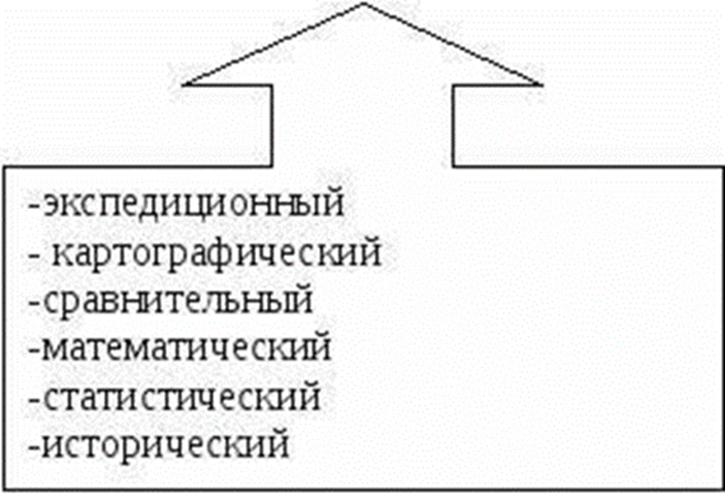 -экспедиционный
- картографический
-сравнительный
-математический
-статистический
-исторический